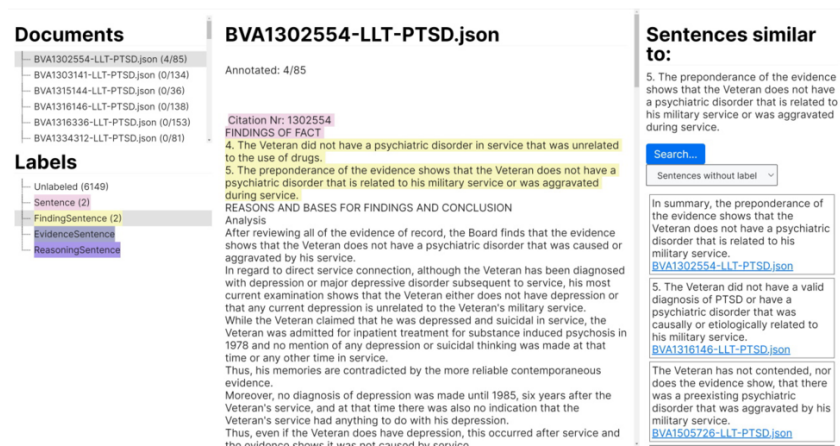 Documents
BVA1302554-LLT-PTSD.json (4/85)
BVA1303141-LLT-PTSD.json (0/134)
BVA1315144-LLT-PTSD.json (0/36)
BVA1316146-LLT-PTSD.json (0/138)
BVA1316336-LLT-PTSD.json (0/153)
BVA1334312-LLT-PTSD.json (0/81)
Labels
Unlabeled (6149)
Sentence (2)
FindingSentence (2)
EvidenceSentence
ReasoningSentence
BVA1302554-LLT-PTSD.json
Annotated: 4/85
Citation Nr: 1302554
FINDINGS OF FACT
4. The Veteran did not have a psychiatric disorder in service that was unrelated
to the use of drugs.
5. The preponderance of the evidence shows that the Veteran does not have a
psychiatric disorder that is related to his military service or was aggravated
during service.
REASONS AND BASES FOR FINDINGS AND CONCLUSION
Analysis
After reviewing all of the evidence of record, the Board finds that the evidence
shows that the Veteran does not have a psychiatric disorder that was caused or
aggravated by his service.
In regard to direct service connection, although the Veteran has been diagnosed
with depression or major depressive disorder subsequent to service, his most
current examination shows that the Veteran either does not have depression or
that any current depression is unrelated to the Veteran's military service.
While the Veteran claimed that he was depressed and suicidal in service, the
Veteran was admitted for inpatient treatment for substance induced psychosis in
1978 and no mention of any depression or suicidal thinking was made at that
time or any other time in service.
Thus, his memories are contradicted by the more reliable contemporaneous
evidence.
Moreover, no diagnosis of depression was made until 1985, six years after the
Veteran's service, and at that time there was also no indication that the
Veteran's service had anything to do with his depression.
Thus, even if the Veteran does have depression, this occurred after service and
the evidence shows it was not caused by service.
Sentences similar
to:
5. The preponderance of the evidence
shows that the Veteran does not have
a psychiatric disorder that is related to
his military service or was aggravated
during service.
Search...
Sentences without label
In summary, the preponderance of
the evidence shows that the
Veteran does not have a psychiatric
disorder that is related to his
military service.
BVA1302554-LLT-PTSD.json
5. The Veteran did not have a valid
diagnosis of PTSD or have a
psychiatric disorder that was
causally or etiologically related to
his military service.
BVA1316146-LLT-PTSD.json
The Veteran has not contended, nor
does the evidence show, that there
was a preexisting psychiatric
disorder that was aggravated by his
military service.
BVA1505726-LLT-PTSD.json